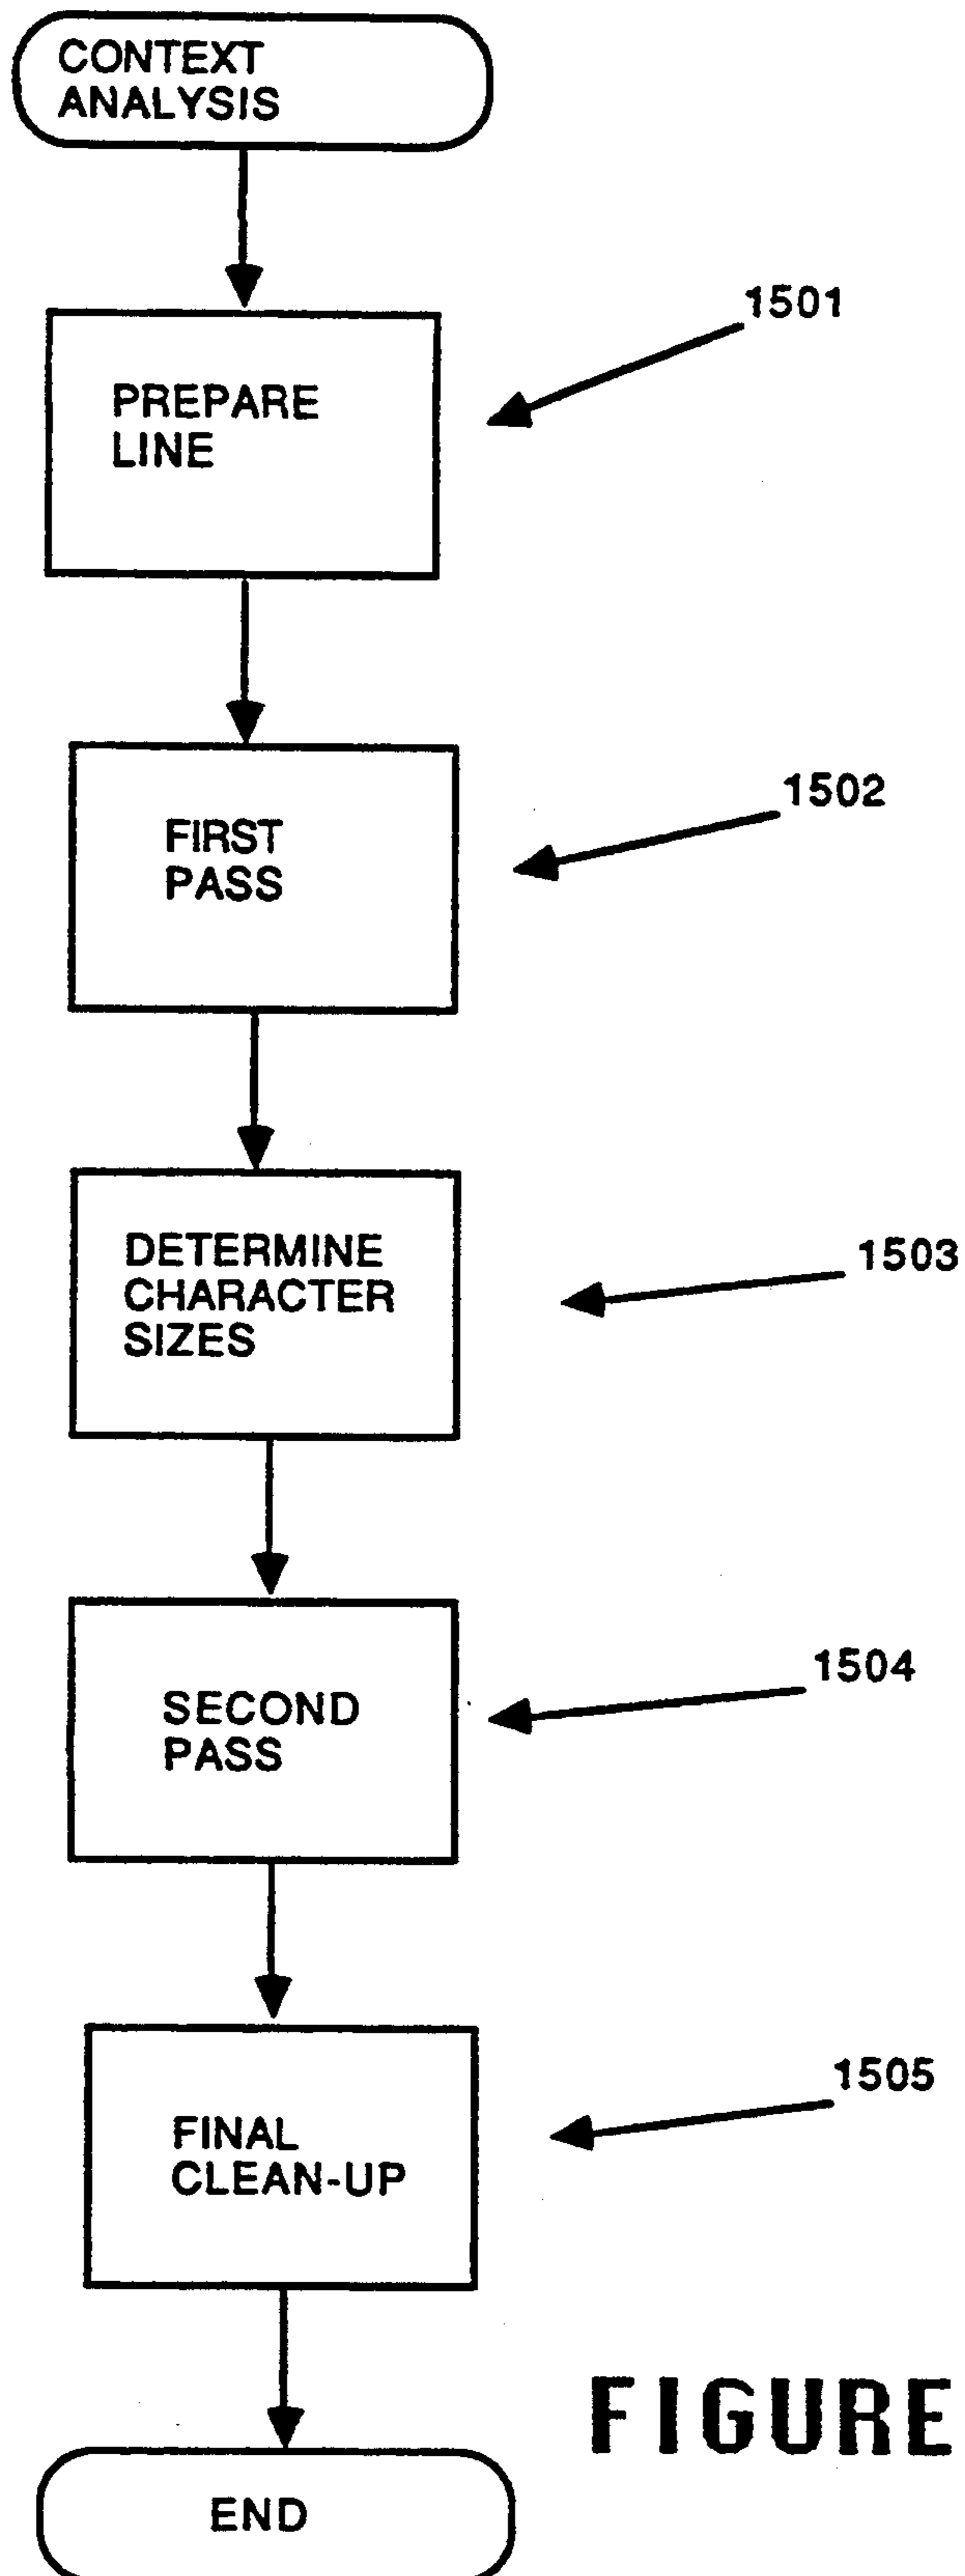 CONTEXT
ANALYSIS
1501
PREPARE
LINE
1502
FIRST
PASS
1503
DETERMINE
CHARACTER
SIZES
1504
SECOND
PASS
1505
FINAL
CLEAN-UP
FIGURE
END